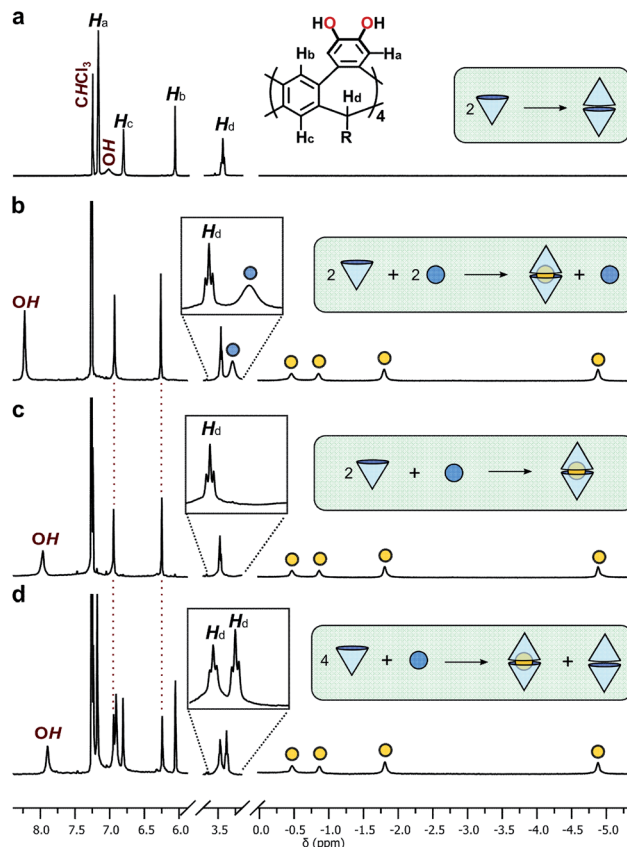 a
CHCl3
Ha
OH
Hc
Hb
Hd
HO OH
Hb
Ha
Hd
Hc
R
4
2
b
OH
Hd
2 + 2 +
c
OH
Hd
2 +
d
OH
Hd Hd
4 + +
8.0 7.5 7.0 6.5 6.0 3.5 0.0 -0.5 -1.0 -1.5 -2.0 -2.5 -3.0 -3.5 -4.0 -4.5 -5.0
δ (ppm)